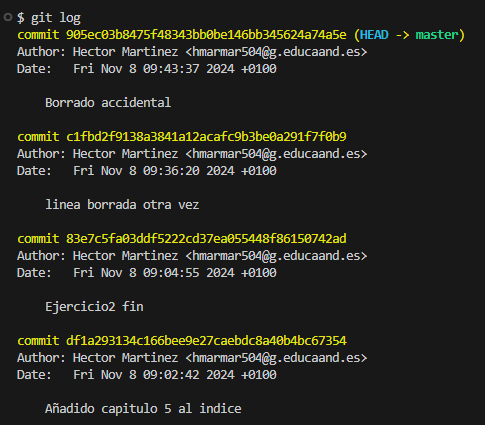 $ git log
commit 905ec03b8475f48343bb0be146bb345624a74a5e (HEAD -> master)
Author: Hector Martinez <hmarmar504@g.educaand.es>
Date:   Fri Nov 8 09:43:37 2024 +0100
Borrado accidental
commit c1fbd2f9138a3841a12acafc9b3be0a291f7f0b9
Author: Hector Martinez <hmarmar504@g.educaand.es>
Date:   Fri Nov 8 09:36:20 2024 +0100
linea borrada otra vez
commit 83e7c5fa03ddf5222cd37ea055448f86150742ad
Author: Hector Martinez <hmarmar504@g.educaand.es>
Date:   Fri Nov 8 09:04:55 2024 +0100
Ejercicio2 fin
commit df1a293134c166bee9e27caebdc8a40b4bc67354
Author: Hector Martinez <hmarmar504@g.educaand.es>
Date:   Fri Nov 8 09:02:42 2024 +0100
Añadido capitulo 5 al indice